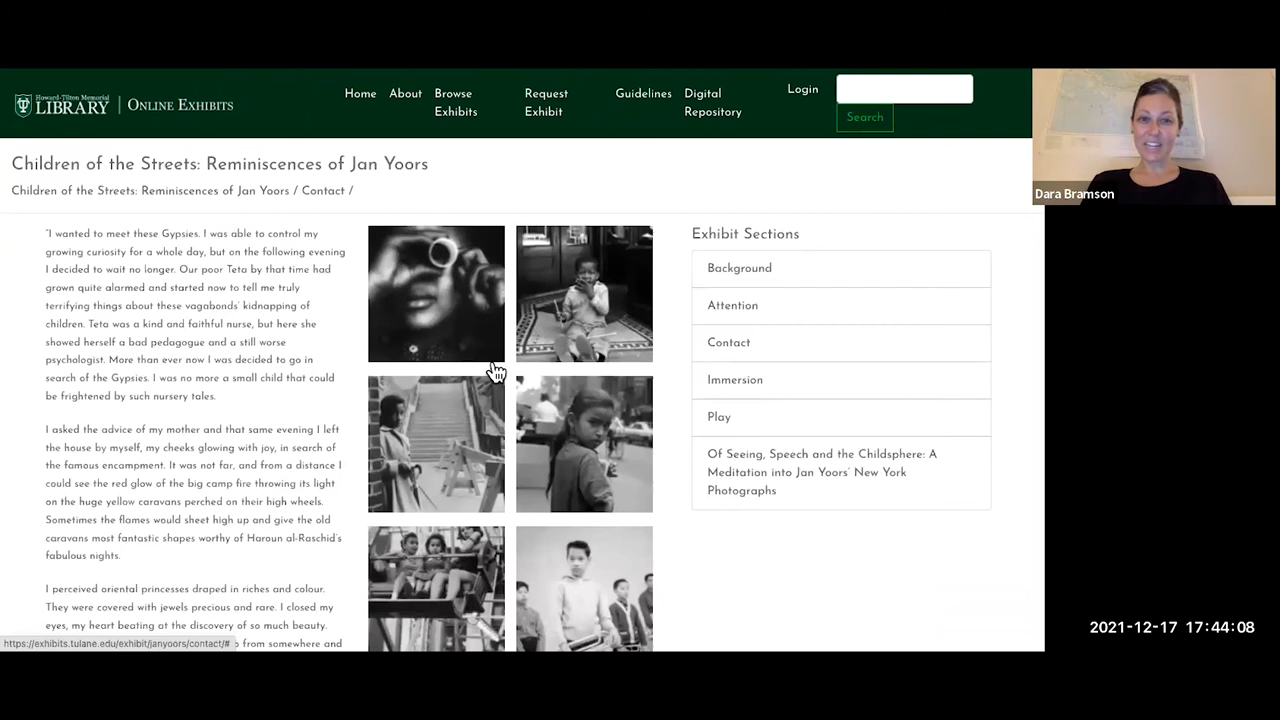 Howard-Tilton Memorial
LIBRARY
ONLINE EXHIBITS
Home
About
Browse
Exhibits
Request
Exhibit
Guidelines
Digital
Repository
Login
Search
Dara Bramson
Children of the Streets: Reminiscences of Jan Yoors
Children of the Streets: Reminiscences of Jan Yoors / Contact /
"I wanted to meet these Gypsies. I was able to control my
growing curiosity for a whole day, but on the following evening
I decided to wait no longer. Our poor Teta by that time had
grown quite alarmed and started now to tell me truly
terrifying things about these vagabonds' kidnapping of
children. Teta was a kind and faithful nurse, but here she
showed herself a bad pedagogue and a still worse
psychologist. More than ever now I was decided to go in
search of the Gypsies. I was no more a small child that could
be frightened by such nursery tales.
I asked the advice of my mother and that same evening I left
the house by myself, my cheeks glowing with joy, in search of
the famous encampment. It was not far, and from a distance I
could see the red glow of the big camp fire throwing its light
on the huge yellow caravans perched on their high wheels.
Sometimes the flames would sheet high up and give the old
caravans most fantastic shapes worthy of Haroun al-Raschid's
fabulous nights.
I perceived oriental princesses draped in riches and colour.
They were covered with jewels precious and rare. I closed my
eyes, my heart beating at the discovery of so much beauty.
from somewhere and
https://exhibits.tulane.edu/exhibit/janyoors/contact/#
Exhibit Sections
Background
Attention
Contact
Immersion
Play
Of Seeing, Speech and the Childsphere: A
Meditation into Jan Yoors' New York
Photographs
2021-12-17 17:44:08